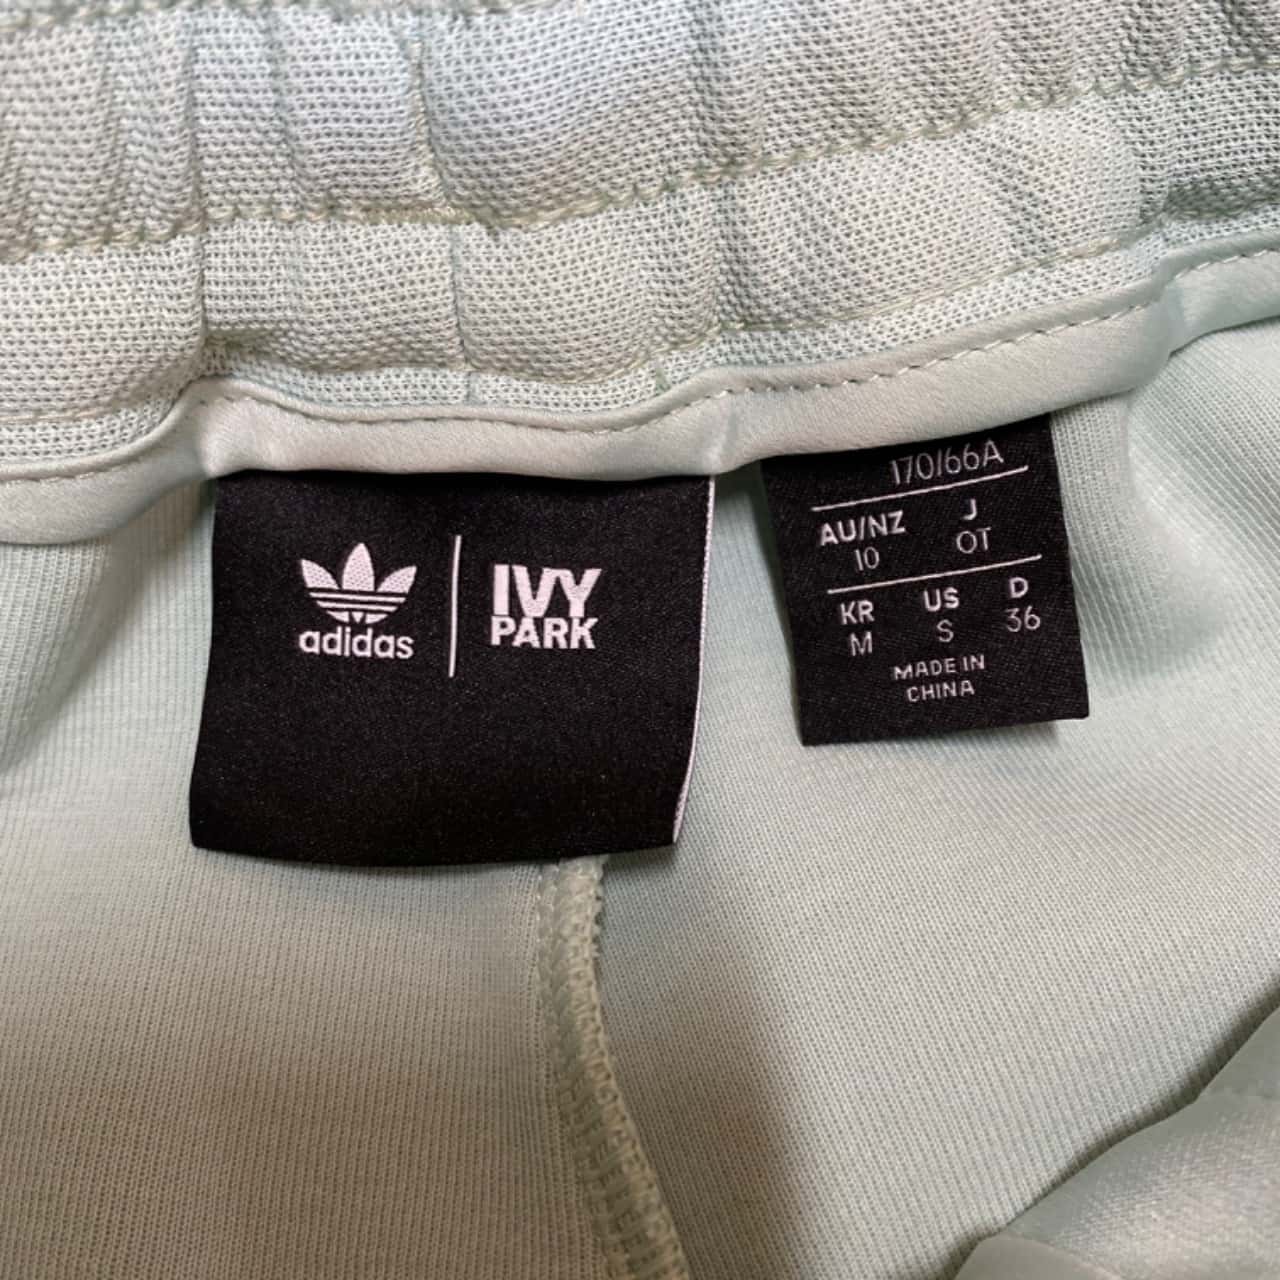 adidas
IVY
PARK
170/66A
AU/NZ J
10 OT
KR US D
M S 36
MADE IN
CHINA